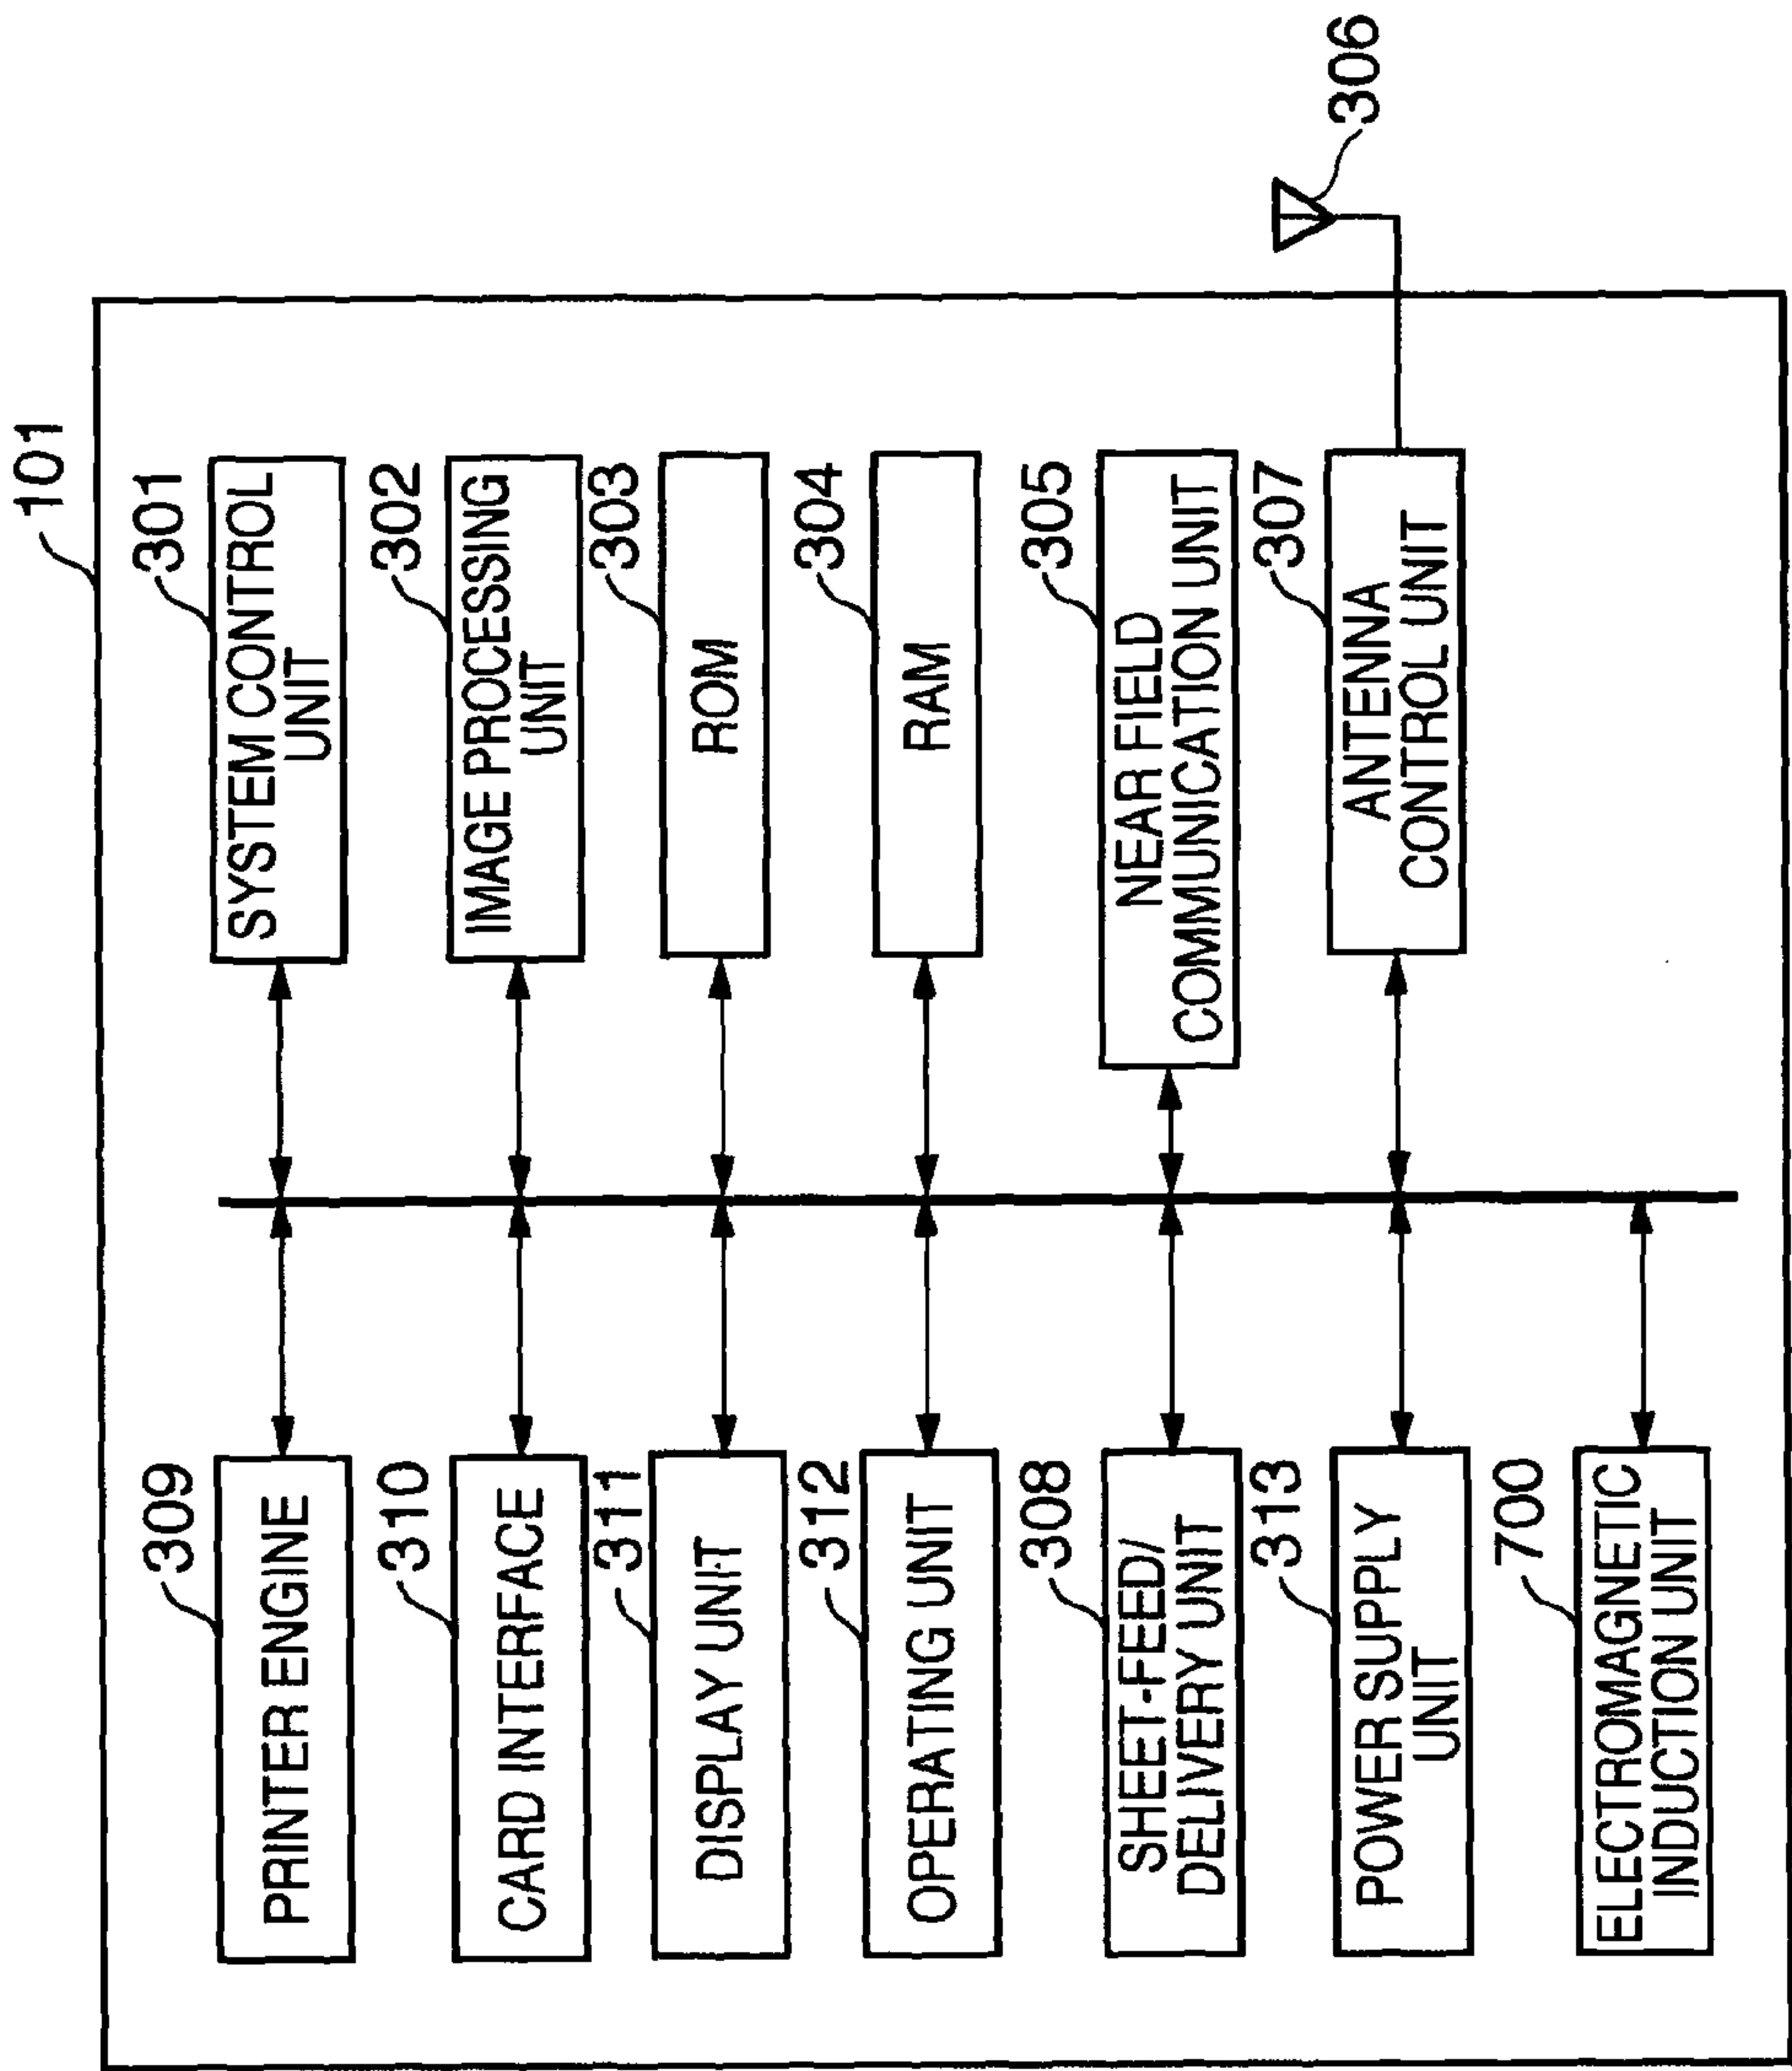 101
309
PRINTER ENGINE
301
SYSTEM CONTROL
UNIT
310
CARD INTERFACE
302
IMAGE PROCESSING
UNIT
311
DISPLAY UNIT
303
ROM
312
OPERATING UNIT
304
RAM
308
SHEET-FEED/
DELIVERY UNIT
305
NEAR FIELD
COMMUNICATION UNIT
306
313
POWER SUPPLY
UNIT
307
ANTENNA
CONTROL UNIT
700
ELECTROMAGNETIC
INDUCTION UNIT